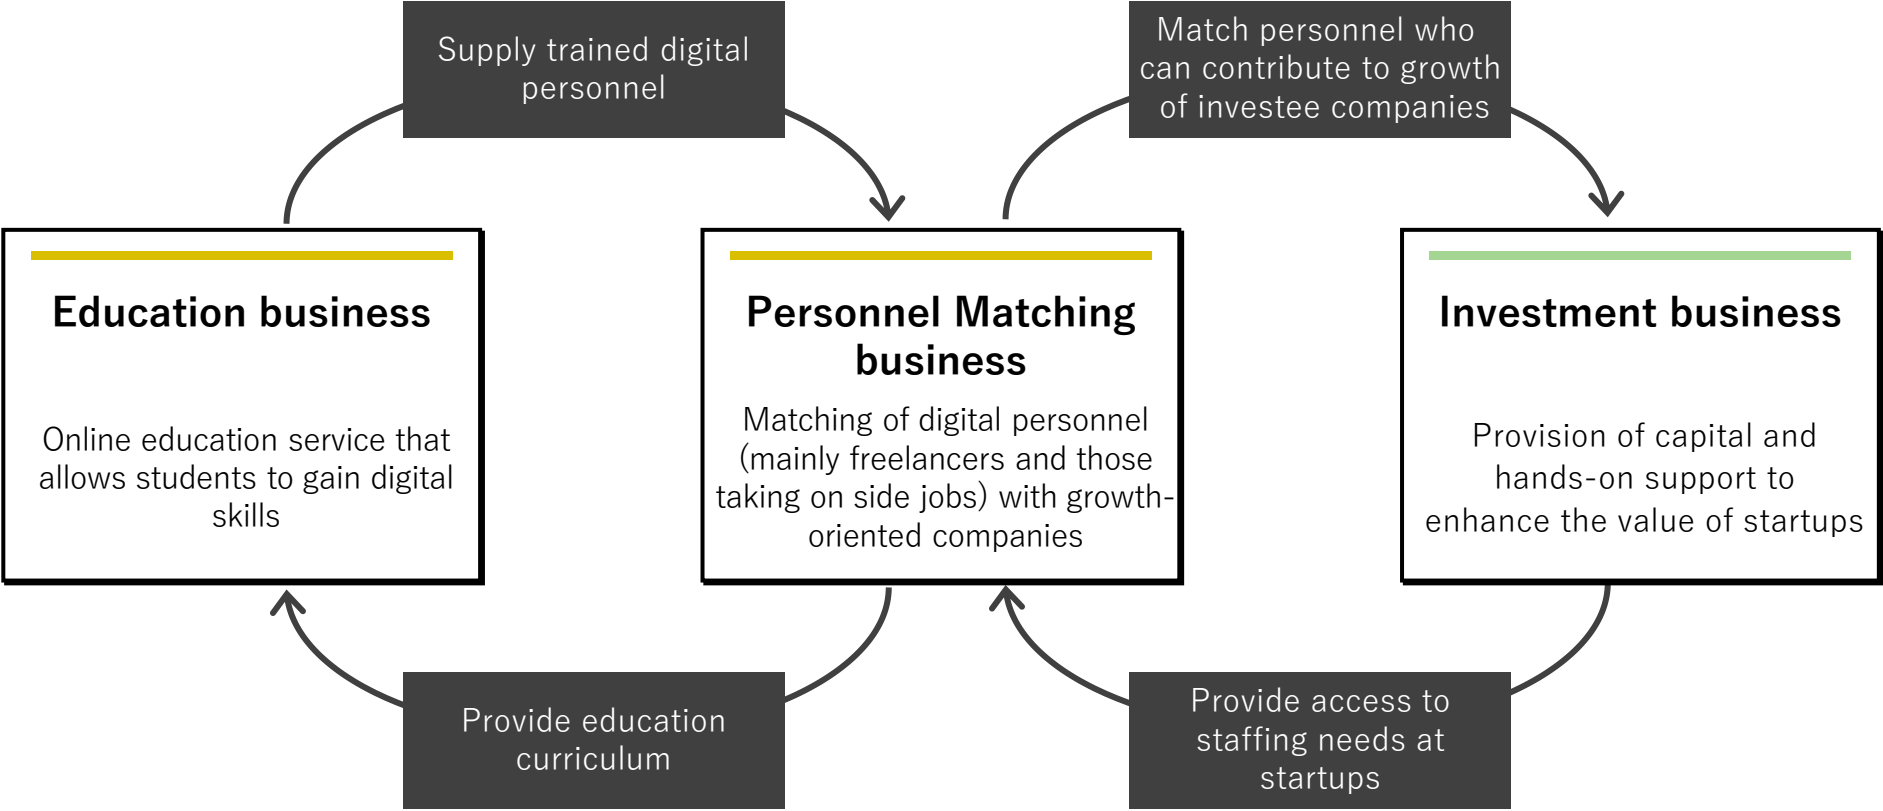 Supply trained digital
personnel
Match personnel who
can contribute to growth
of investee companies
Education business
Online education service that
allows students to gain digital
skills
Personnel Matching
business
Matching of digital personnel
(mainly freelancers and those
taking on side jobs) with growth-
oriented companies
Investment business
Provision of capital and
hands-on support to
enhance the value of startups
Provide education
curriculum
Provide access to
staffing needs at
startups